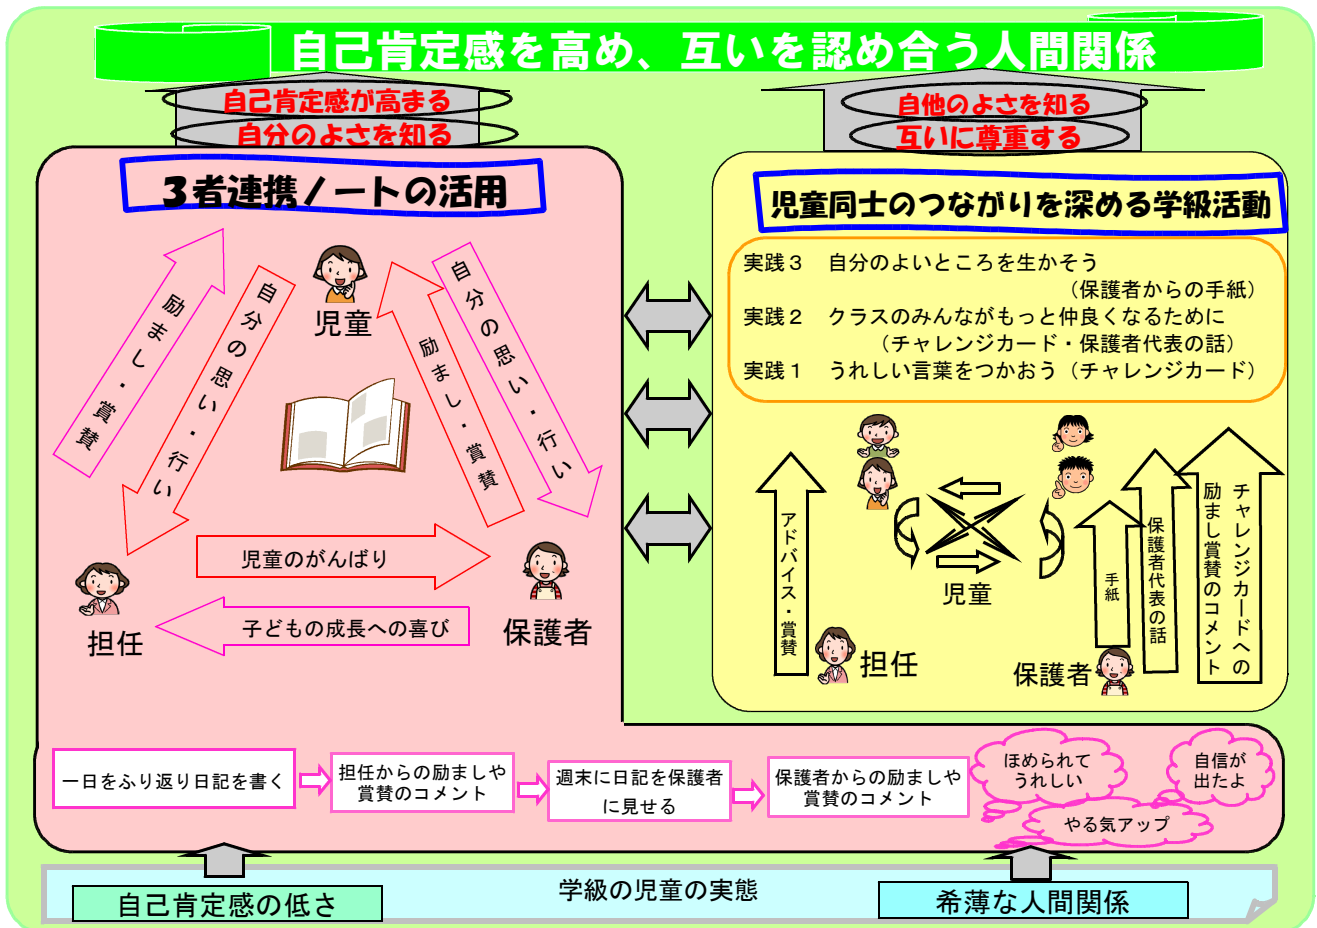 自己肯定感を高め、互いを認め合う人間関係
自己肯定感が高まる
自分のよさを知る
自他のよさを知る
互いに尊重する
３者連携ノートの活用
励まし・賞賛
自分の思い・行い
児童
励まし・賞賛
自分の思い・行い
児童のがんばり
子どもの成長への喜び
担任
保護者
児童同士のつながりを深める学級活動
実践３　自分のよいところを生かそう
（保護者からの手紙）
実践２　クラスのみんながもっと仲良くなるために
（チャレンジカード・保護者代表の話）
実践１　うれしい言葉をつかおう（チャレンジカード）
アドバイス・賞賛
担任
児童
手紙
保護者代表の話
チャレンジカードへの
励まし賞賛のコメント
保護者
一日をふり返り日記を書く
担任からの励ましや
賞賛のコメント
週末に日記を保護者
に見せる
保護者からの励ましや
賞賛のコメント
ほめられて
うれしい
自信が
出たよ
やる気アップ
学級の児童の実態
自己肯定感の低さ
希薄な人間関係